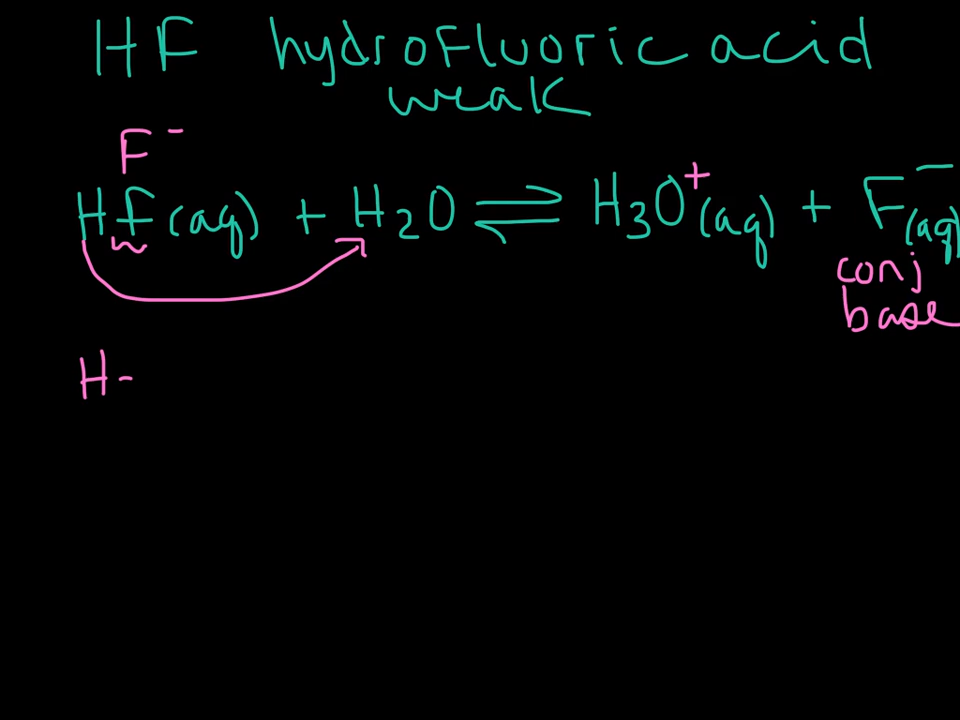 HF hydrofluoric acid
weak
F⁻
Hf(aq) + H₂O ⇌ H₃O⁺(aq) + F⁻(aq)
conj
base
H-